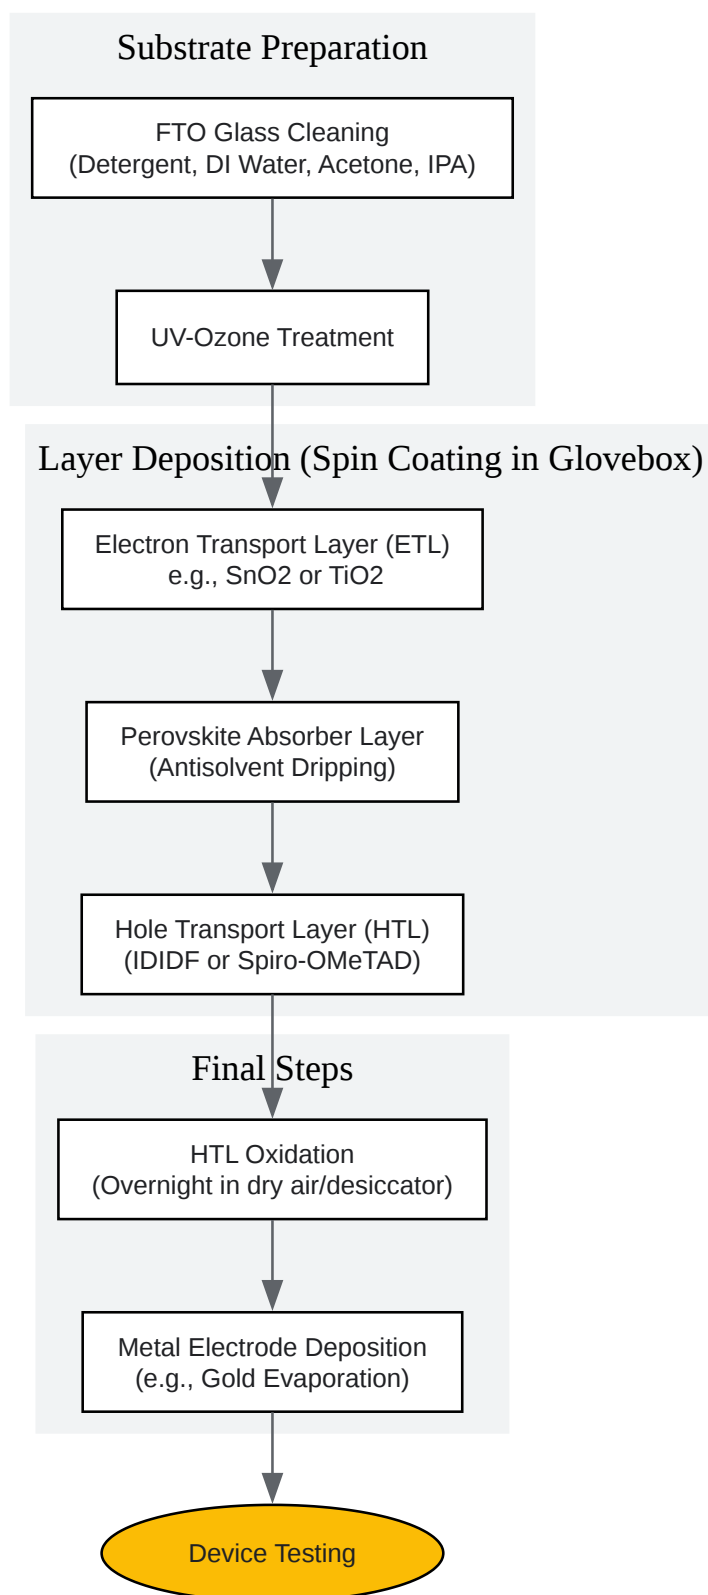 Substrate Preparation
FTO Glass Cleaning
(Detergent, DI Water, Acetone, IPA)
UV-Ozone Treatment
Layer Deposition (Spin Coating in Glovebox)
Electron Transport Layer (ETL)
e.g., SnO2 or TiO2
Perovskite Absorber Layer
(Antisolvent Dripping)
Hole Transport Layer (HTL)
(IDIDF or Spiro-OMeTAD)
Final Steps
HTL Oxidation
(Overnight in dry air/desiccator)
Metal Electrode Deposition
(e.g., Gold Evaporation)
Device Testing